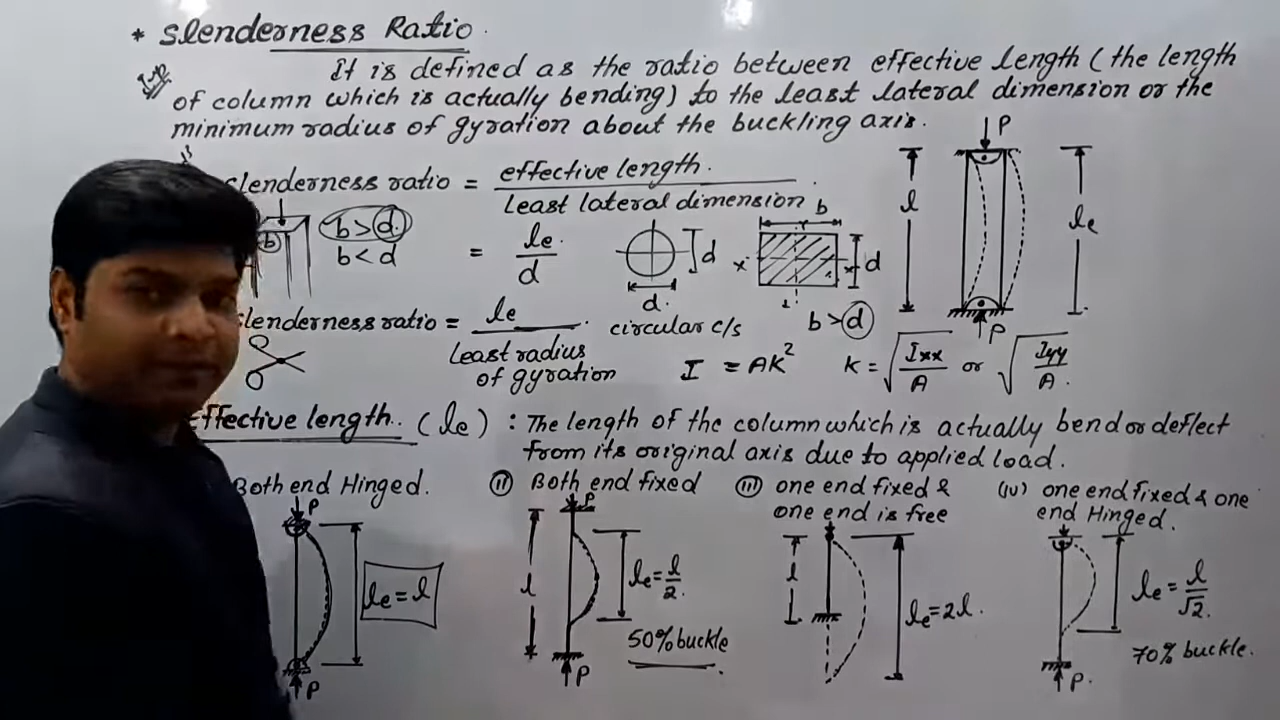 * Slenderness Ratio
Imp
It is defined as the ratio between effective length (the length
of column which is actually bending) to the least lateral dimension or the
minimum radius of gyration about the buckling axis.
slenderness ratio = effective length
Least lateral dimension
b
b > d
b < d
= le
d
d
d.
circular c/s
b
x x
d
b > d
P
l
le
P
slenderness ratio = le
Least radius
of gyration
I = AK²
K = √Ixx/A or √Iyy/A.
Effective length (le) : The length of the column which is actually bend or deflect
from its original axis due to applied load.
Both end Hinged.
P
le = l
P
(II) Both end fixed
P
l
le = l/2.
50% buckle
P
(III) one end fixed &
one end is free
l
le = 2l.
(IV) one end fixed & one
end Hinged.
le = l/√2.
70% buckle.
P.